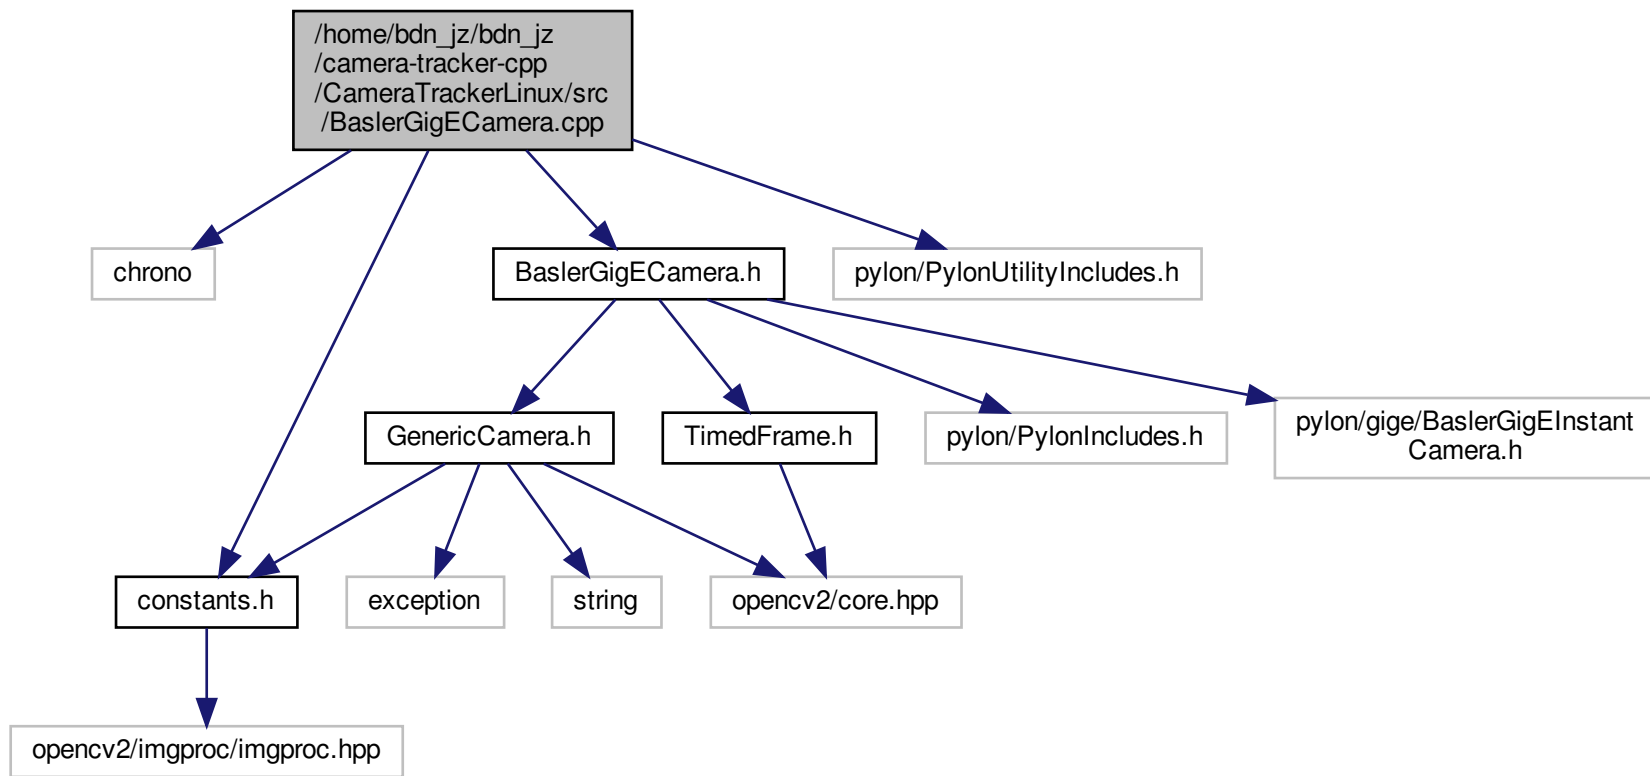 /home/bdn_jz/bdn_jz
/camera-tracker-cpp
/CameraTrackerLinux/src
/BaslerGigECamera.cpp
chrono
BaslerGigECamera.h
pylon/PylonUtilityIncludes.h
GenericCamera.h
TimedFrame.h
pylon/PylonIncludes.h
pylon/gige/BaslerGigEInstant
Camera.h
constants.h
exception
string
opencv2/core.hpp
opencv2/imgproc/imgproc.hpp